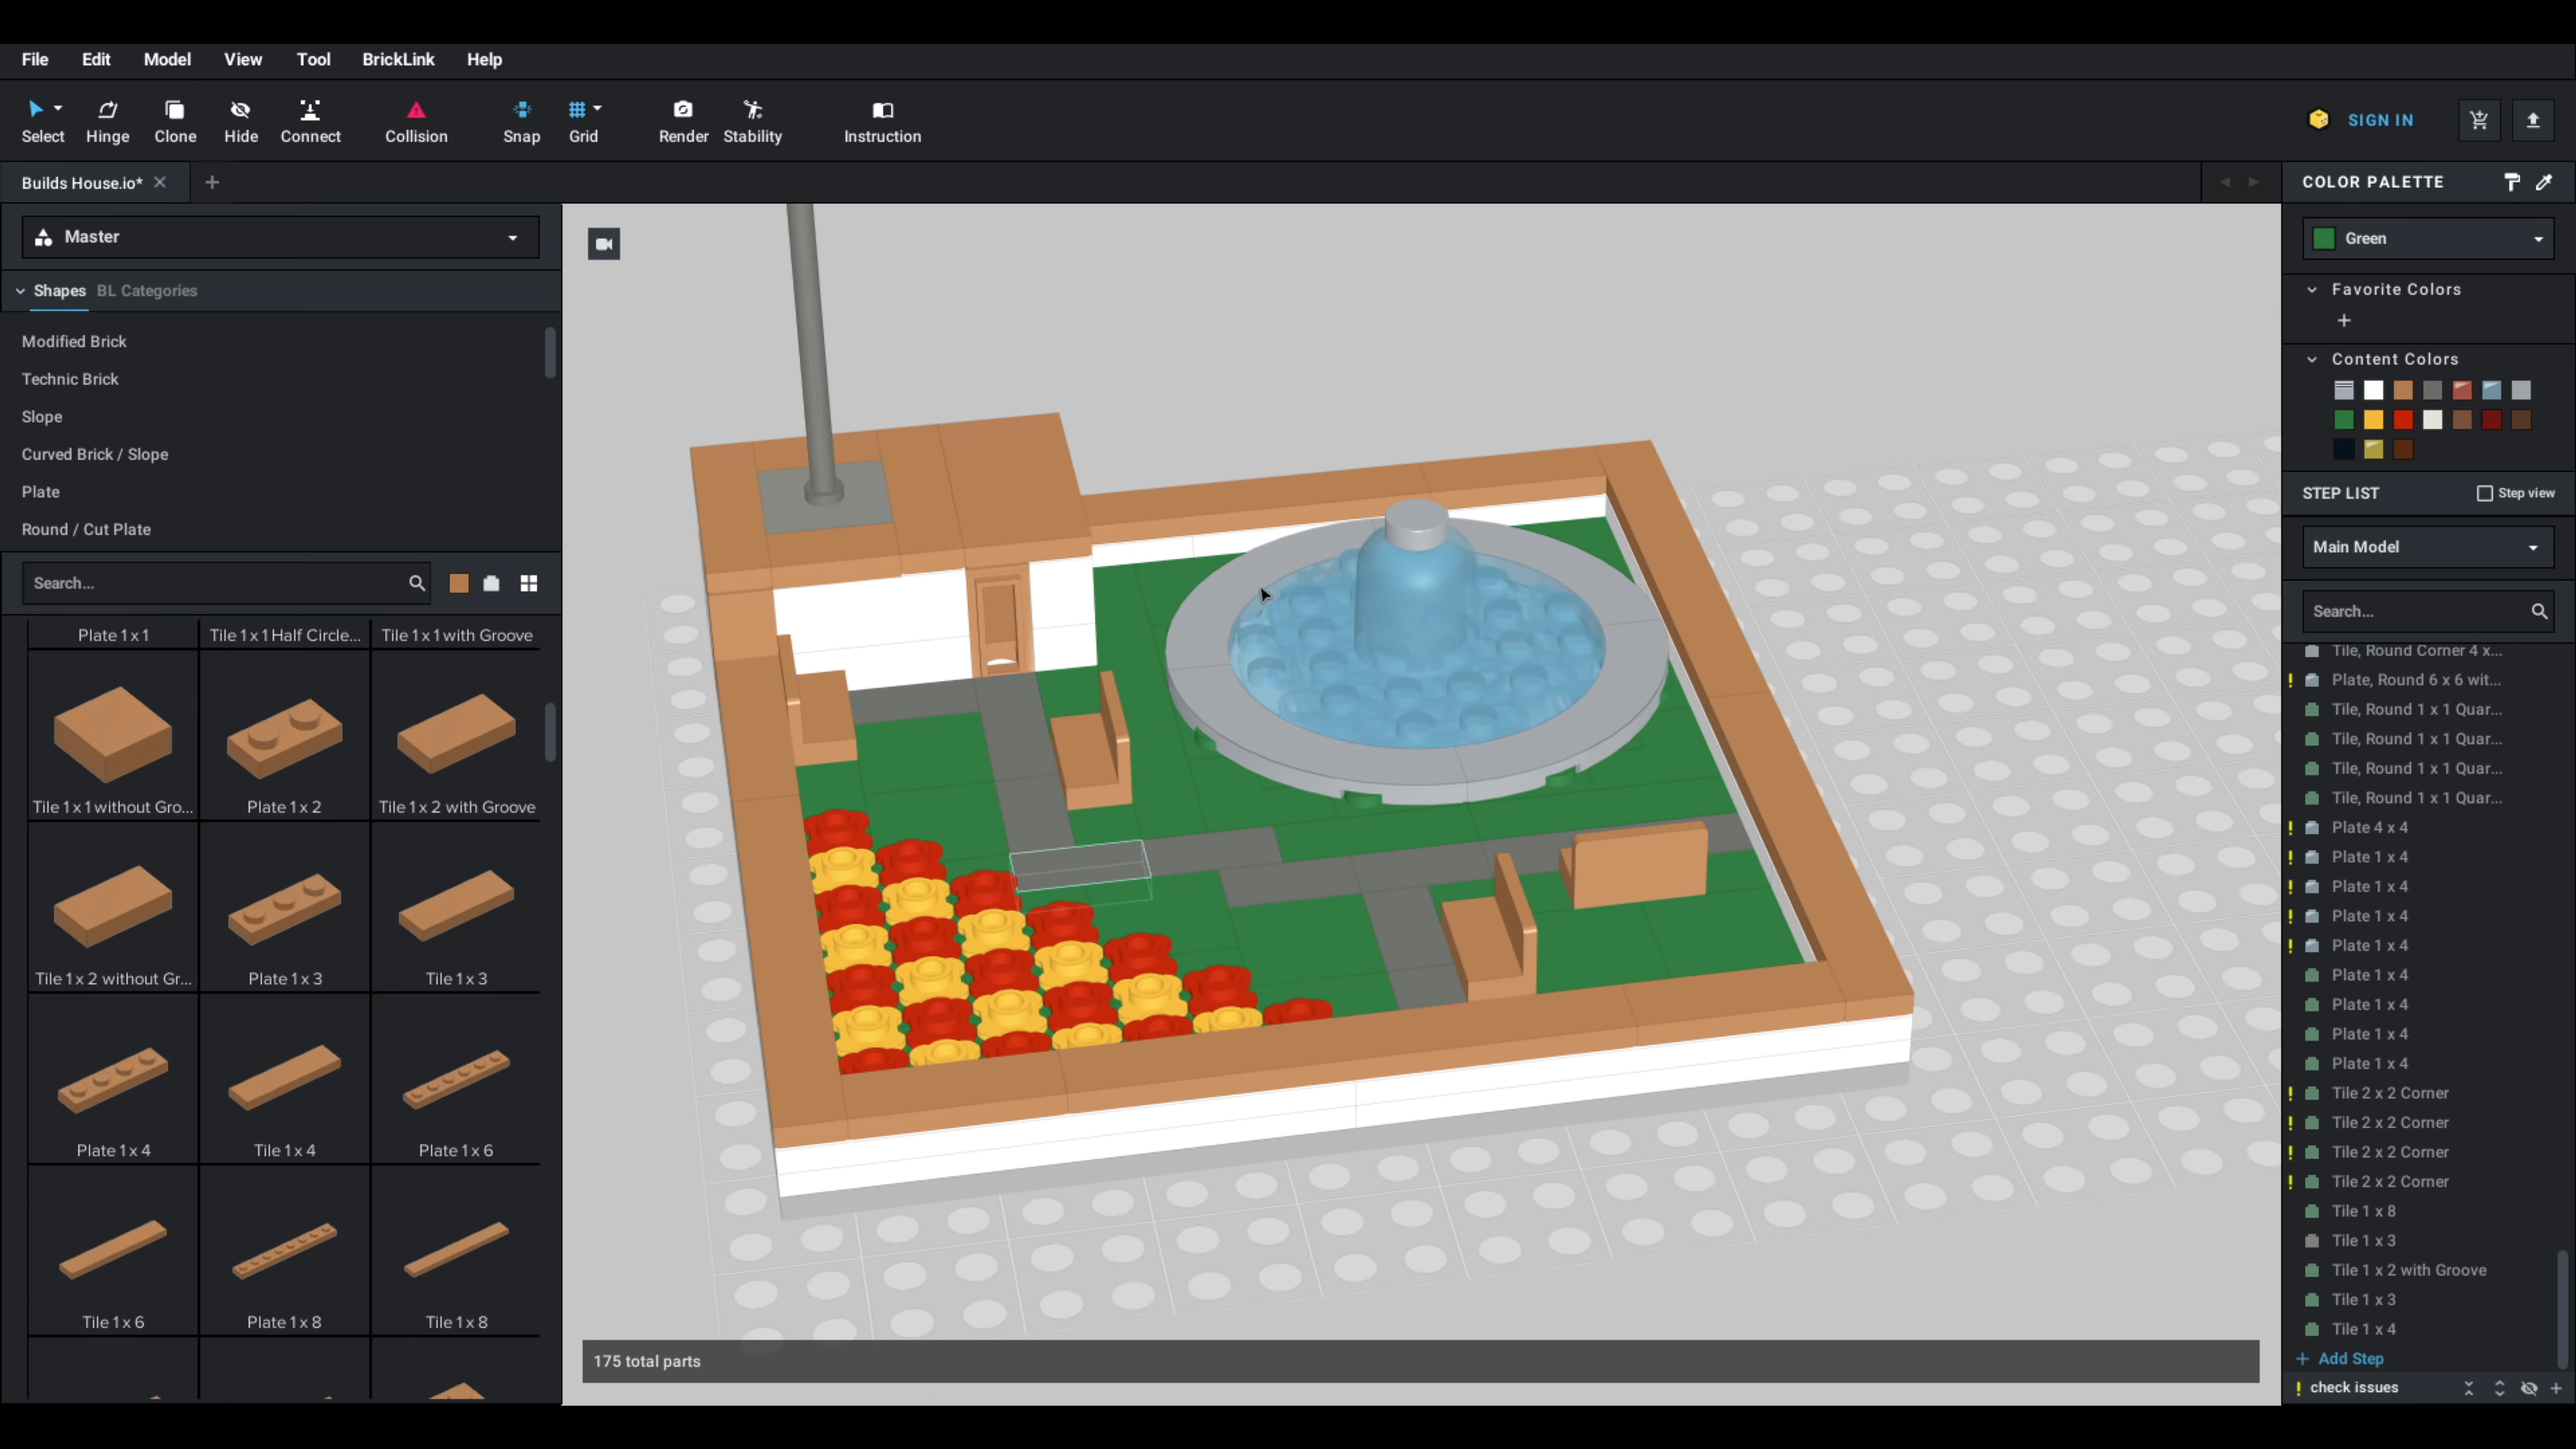 File Edit Model View Tool BrickLink Help
Select Hinge Clone Hide Connect Collision Snap Grid Render Stability Instruction
SIGN IN
Builds House.io*
COLOR PALETTE
Master
Green
Shapes BL Categories
Favorite Colors
Modified Brick
Technic Brick
Slope
Curved Brick / Slope
Plate
Round / Cut Plate
Content Colors
STEP LIST Step view
Main Model
Search...
Search...
Plate 1 x 1 Tile 1 x 1 Half Circle... Tile 1 x 1 with Groove
Tile 1 x 1 without Gro... Plate 1 x 2 Tile 1 x 2 with Groove
Tile 1 x 2 without Gr... Plate 1 x 3 Tile 1 x 3
Plate 1 x 4 Tile 1 x 4 Plate 1 x 6
Tile 1 x 6 Plate 1 x 8 Tile 1 x 8
Tile, Round Corner 4 x...
Plate, Round 6 x 6 wit...
Tile, Round 1 x 1 Quar...
Tile, Round 1 x 1 Quar...
Tile, Round 1 x 1 Quar...
Tile, Round 1 x 1 Quar...
Plate 4 x 4
Plate 1 x 4
Plate 1 x 4
Plate 1 x 4
Plate 1 x 4
Plate 1 x 4
Plate 1 x 4
Plate 1 x 4
Plate 1 x 4
Tile 2 x 2 Corner
Tile 2 x 2 Corner
Tile 2 x 2 Corner
Tile 2 x 2 Corner
Tile 1 x 8
Tile 1 x 3
Tile 1 x 2 with Groove
Tile 1 x 3
Tile 1 x 4
+ Add Step
! check issues
175 total parts